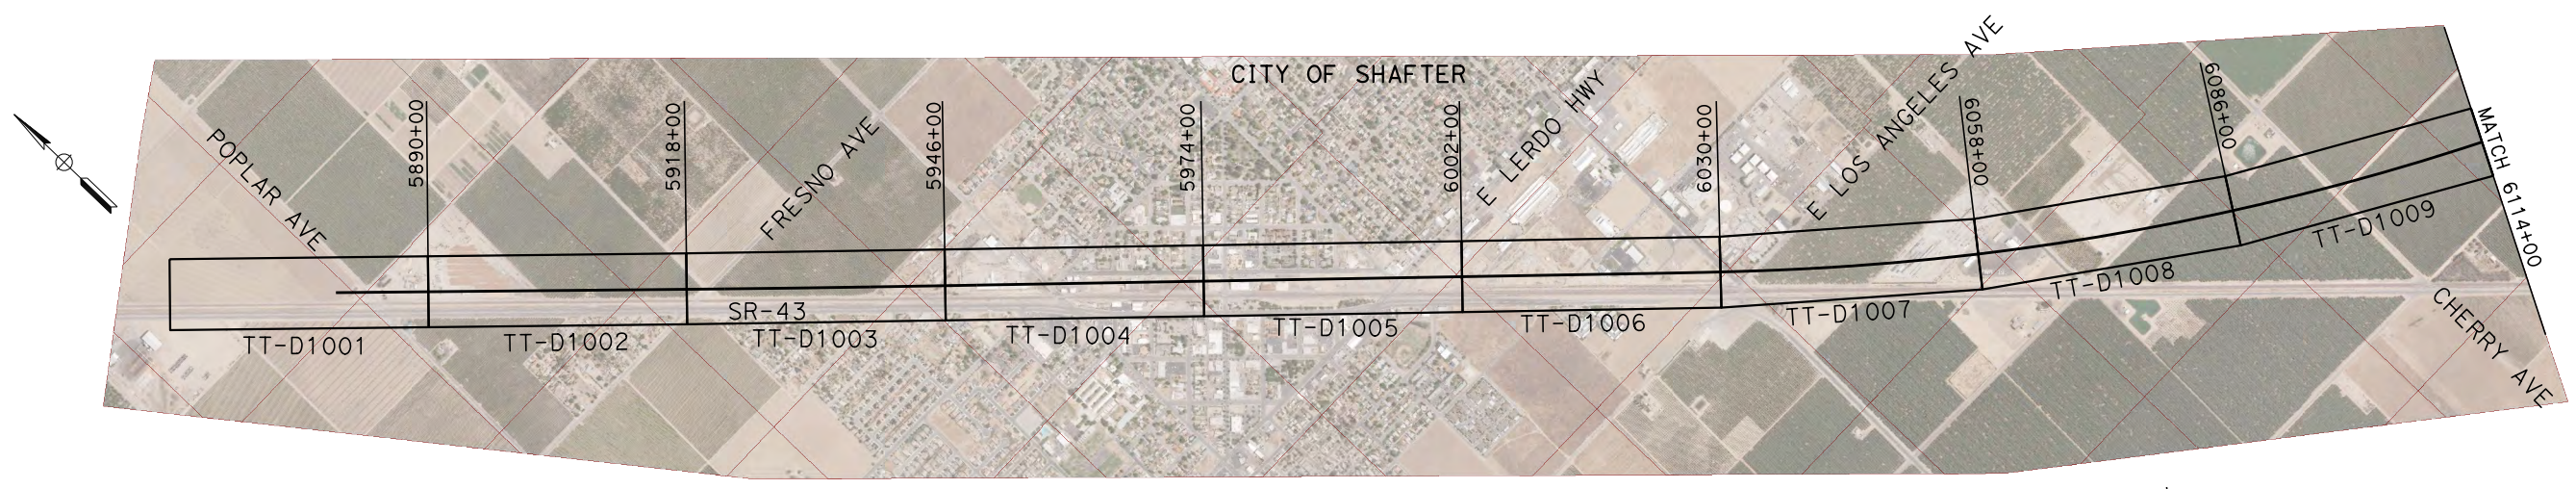 CITY OF SHAFTER
POPLAR AVE
5890+00
5918+00
FRESNO AVE
5946+00
5974+00
6002+00
E LERDO HWY
6030+00
E LOS ANGELES AVE
6058+00
6086+00
MATCH 6114+00
SR-43
TT-D1001
TT-D1002
TT-D1003
TT-D1004
TT-D1005
TT-D1006
TT-D1007
TT-D1008
TT-D1009
CHERRY AVE